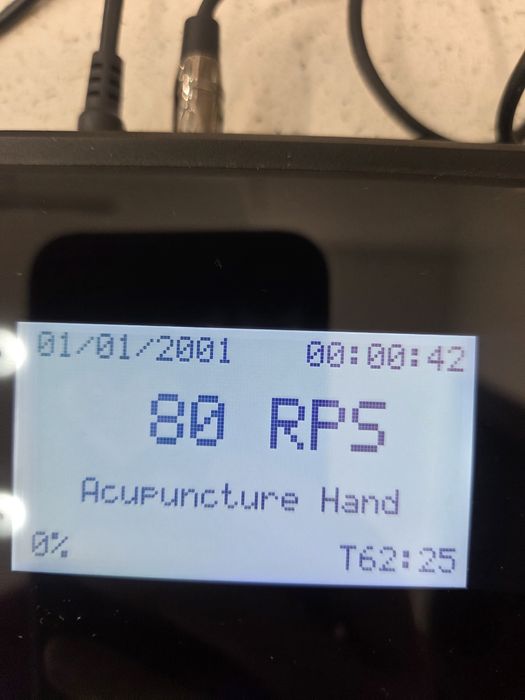 01/01/2001 00:00:42
80 RPS
Acupuncture Hand
0% T62:25